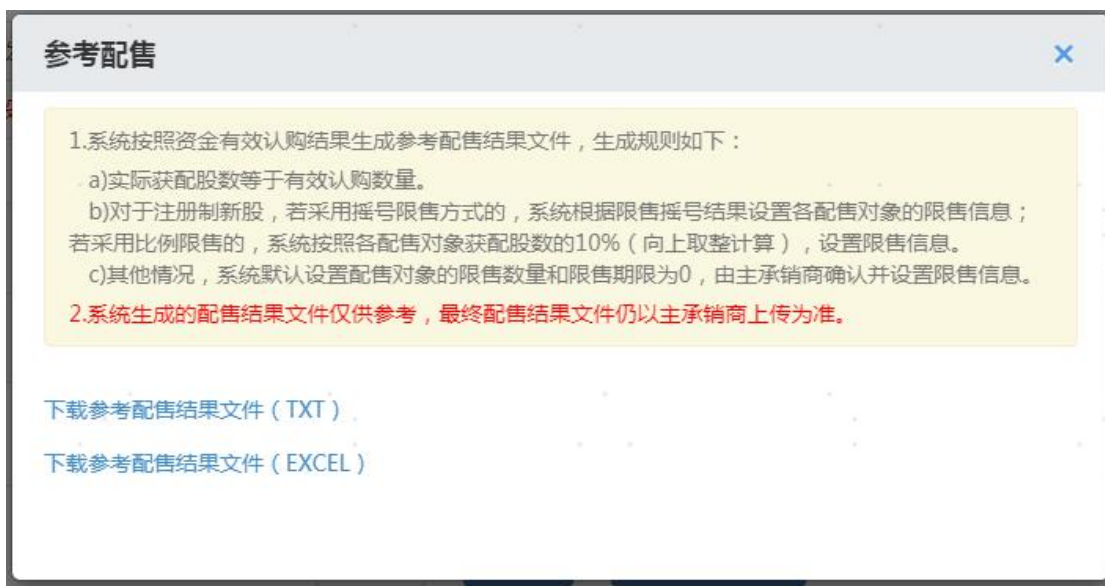 参考配售
×
1.系统按照资金有效认购结果生成参考配售结果文件，生成规则如下：
a)实际获配股数等于有效认购数量。
b)对于注册制新股，若采用摇号限售方式的，系统根据限售摇号结果设置各配售对象的限售信息；
若采用比例限售的，系统按照各配售对象获配股数的10%（向上取整计算），设置限售信息。
c)其他情况，系统默认设置配售对象的限售数量和限售期限为0，由主承销商确认并设置限售信息。
2.系统生成的配售结果文件仅供参考，最终配售结果文件仍以主承销商上传为准。
下载参考配售结果文件（TXT）
下载参考配售结果文件（EXCEL）